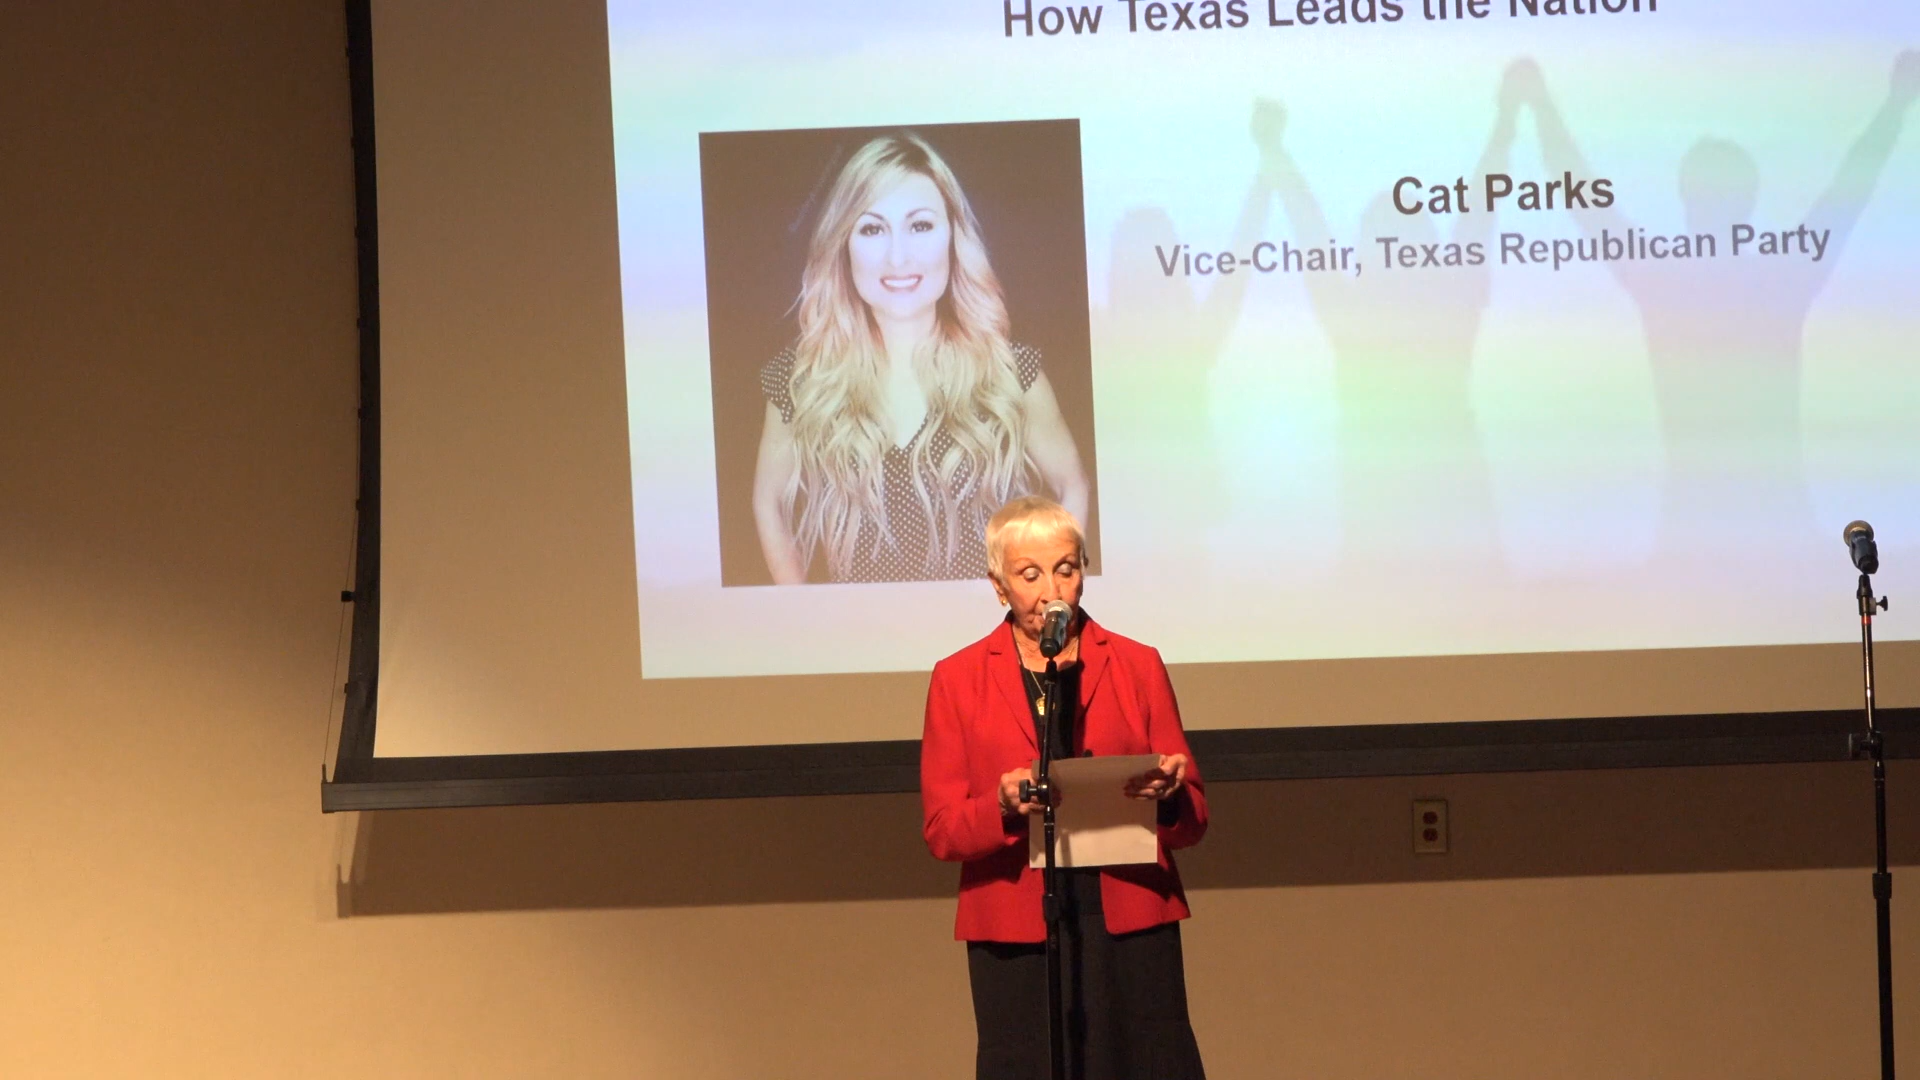 How Texas Leads the Nation
Cat Parks
Vice-Chair, Texas Republican Party